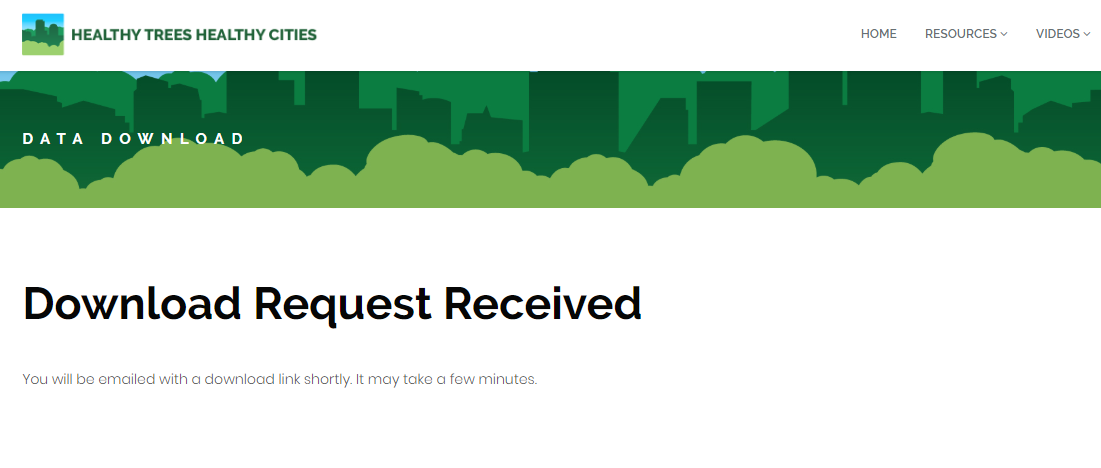 HEALTHY TREES HEALTHY CITIES
HOME RESOURCES VIDEOS
DATA DOWNLOAD
Download Request Received
You will be emailed with a download link shortly. It may take a few minutes.